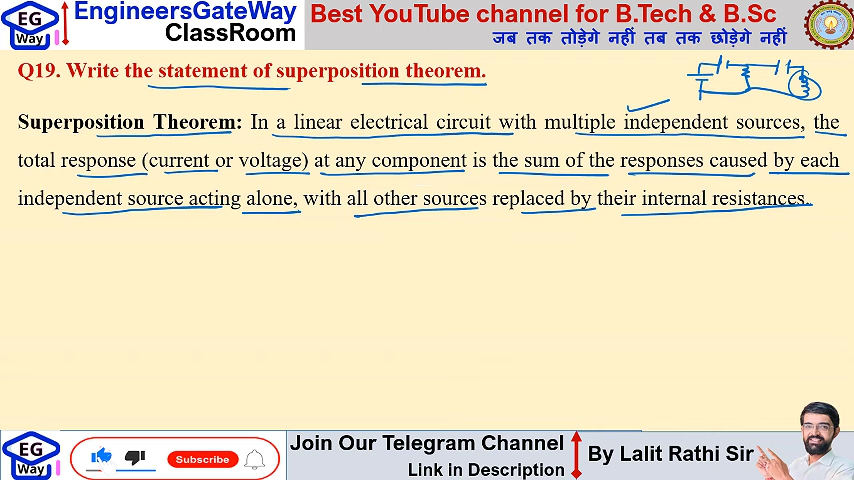 EG
Way
EngineersGateWay
ClassRoom
Best YouTube channel for B.Tech & B.Sc
जब तक तोड़ेगे नहीं तब तक छोड़ेगे नहीं
Q19. Write the statement of superposition theorem.
Superposition Theorem: In a linear electrical circuit with multiple independent sources, the
total response (current or voltage) at any component is the sum of the responses caused by each
independent source acting alone, with all other sources replaced by their internal resistances.
EG
Way
Subscribe
Join Our Telegram Channel
Link in Description
By Lalit Rathi Sir